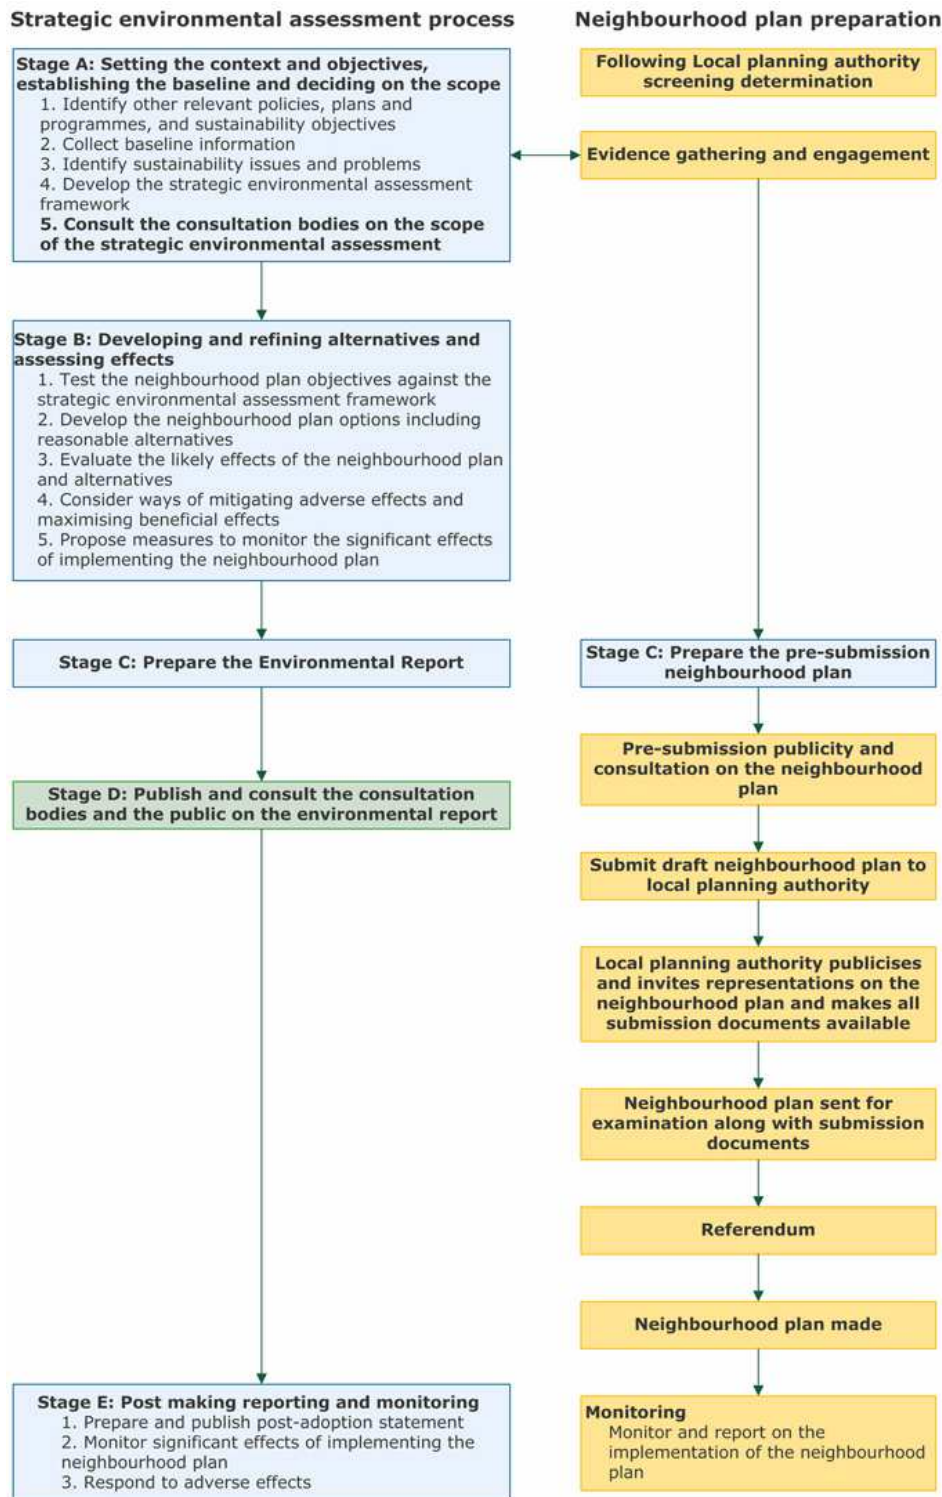 Strategic environmental assessment process
Neighbourhood plan preparation
Stage A: Setting the context and objectives,
establishing the baseline and deciding on the scope
1. Identify other relevant policies, plans and
programmes, and sustainability objectives
2. Collect baseline information
3. Identify sustainability issues and problems
4. Develop the strategic environmental assessment
framework
5. Consult the consultation bodies on the scope
of the strategic environmental assessment
Stage B: Developing and refining alternatives and
assessing effects
1. Test the neighbourhood plan objectives against the
strategic environmental assessment framework
2. Develop the neighbourhood plan options including
reasonable alternatives
3. Evaluate the likely effects of the neighbourhood plan
and alternatives
4. Consider ways of mitigating adverse effects and
maximising beneficial effects
5. Propose measures to monitor the significant effects
of implementing the neighbourhood plan
Stage C: Prepare the Environmental Report
Stage D: Publish and consult the consultation
bodies and the public on the environmental report
Stage E: Post making reporting and monitoring
1. Prepare and publish post-adoption statement
2. Monitor significant effects of implementing the
neighbourhood plan
3. Respond to adverse effects
Following Local planning authority
screening determination
Evidence gathering and engagement
Stage C: Prepare the pre-submission
neighbourhood plan
Pre-submission publicity and
consultation on the neighbourhood
plan
Submit draft neighbourhood plan to
local planning authority
Local planning authority publicises
and invites representations on the
neighbourhood plan and makes all
submission documents available
Neighbourhood plan sent for
examination along with submission
documents
Referendum
Neighbourhood plan made
Monitoring
Monitor and report on the
implementation of the neighbourhood
plan